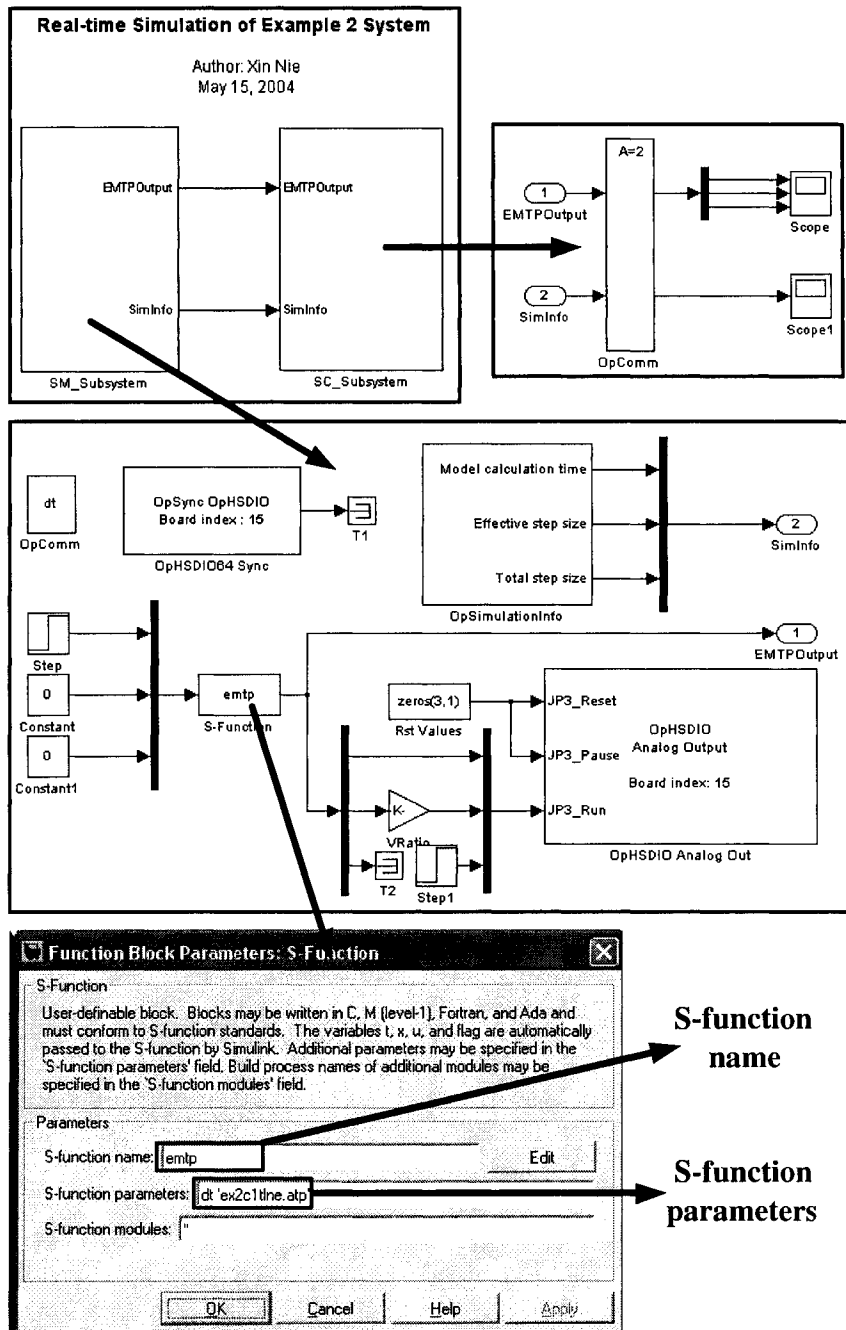 Real-time Simulation of Example 2 System
Author: Xin Nie
May 15, 2004
EMTPOutput
EMTPOutput
SimInfo
SimInfo
SM_Subsystem
SC_Subsystem
A=2
1
EMTPOutput
2
SimInfo
Scope
Scope1
OpComm
dt
OpComm
OpSync OpHSDIO
Board index : 15
OpHSDIO64 Sync
T1
Model calculation time
Effective step size
Total step size
OpSimulationInfo
2
SimInfo
1
EMTPOutput
Step
0
Constant
0
Constant1
emtp
S-Function
zeros(3,1)
Rst Values
K-
VRatio
T2
Step1
JP3_Reset
JP3_Pause
JP3_Run
OpHSDIO
Analog Output
Board index: 15
OpHSDIO Analog Out
Function Block Parameters: S-Function
S-Function
User-definable block. Blocks may be written in C, M (level-1), Fortran, and Ada and
must conform to S-function standards. The variables t, x, u, and flag are automatically
passed to the S-function by Simulink. Additional parameters may be specified in the
'S-function parameters' field. Build process names of additional modules may be
specified in the 'S-function modules' field.
Parameters
S-function name: emtp
Edit
S-function parameters: dt 'ex2c1tlne.atp'
S-function modules: ''
OK
Cancel
Help
Apply
S-function
name
S-function
parameters